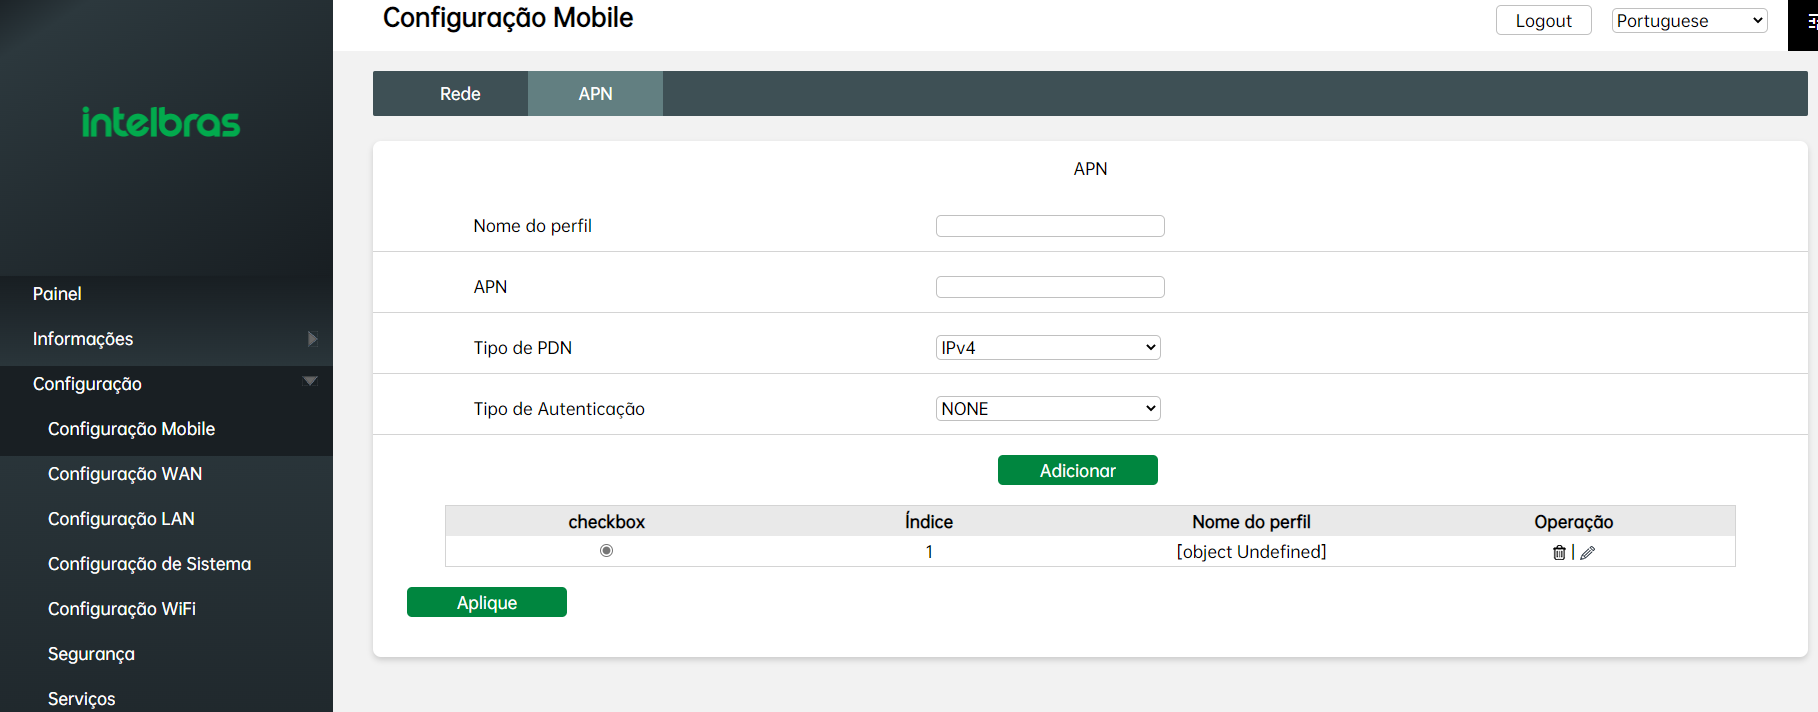 Configuração Mobile
Logout
Portuguese
intelbras
Rede
APN
APN
Nome do perfil
APN
Tipo de PDN
IPv4
Tipo de Autenticação
NONE
Adicionar
checkbox Índice Nome do perfil Operação
1 [object Undefined] |
Aplique
Painel
Informações
Configuração
Configuração Mobile
Configuração WAN
Configuração LAN
Configuração de Sistema
Configuração WiFi
Segurança
Serviços